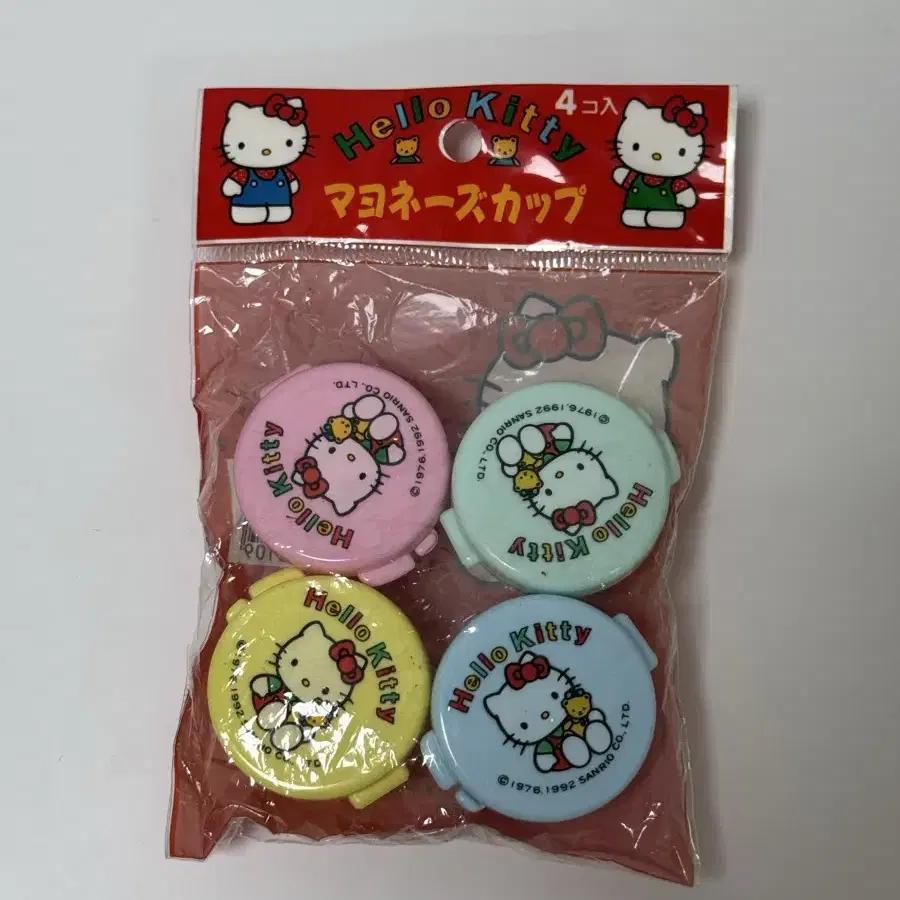 Hello Kitty
4コ入
マヨネーズカップ
Hello Kitty
©1976,1992 SANRIO CO.,LTD.
Hello Kitty
©1976,1992 SANRIO CO.,LTD.
Hello Kitty
©1976,1992
O CO., LTD
Hello Kitty
©1976,1992 SANRIO CO., LTD.